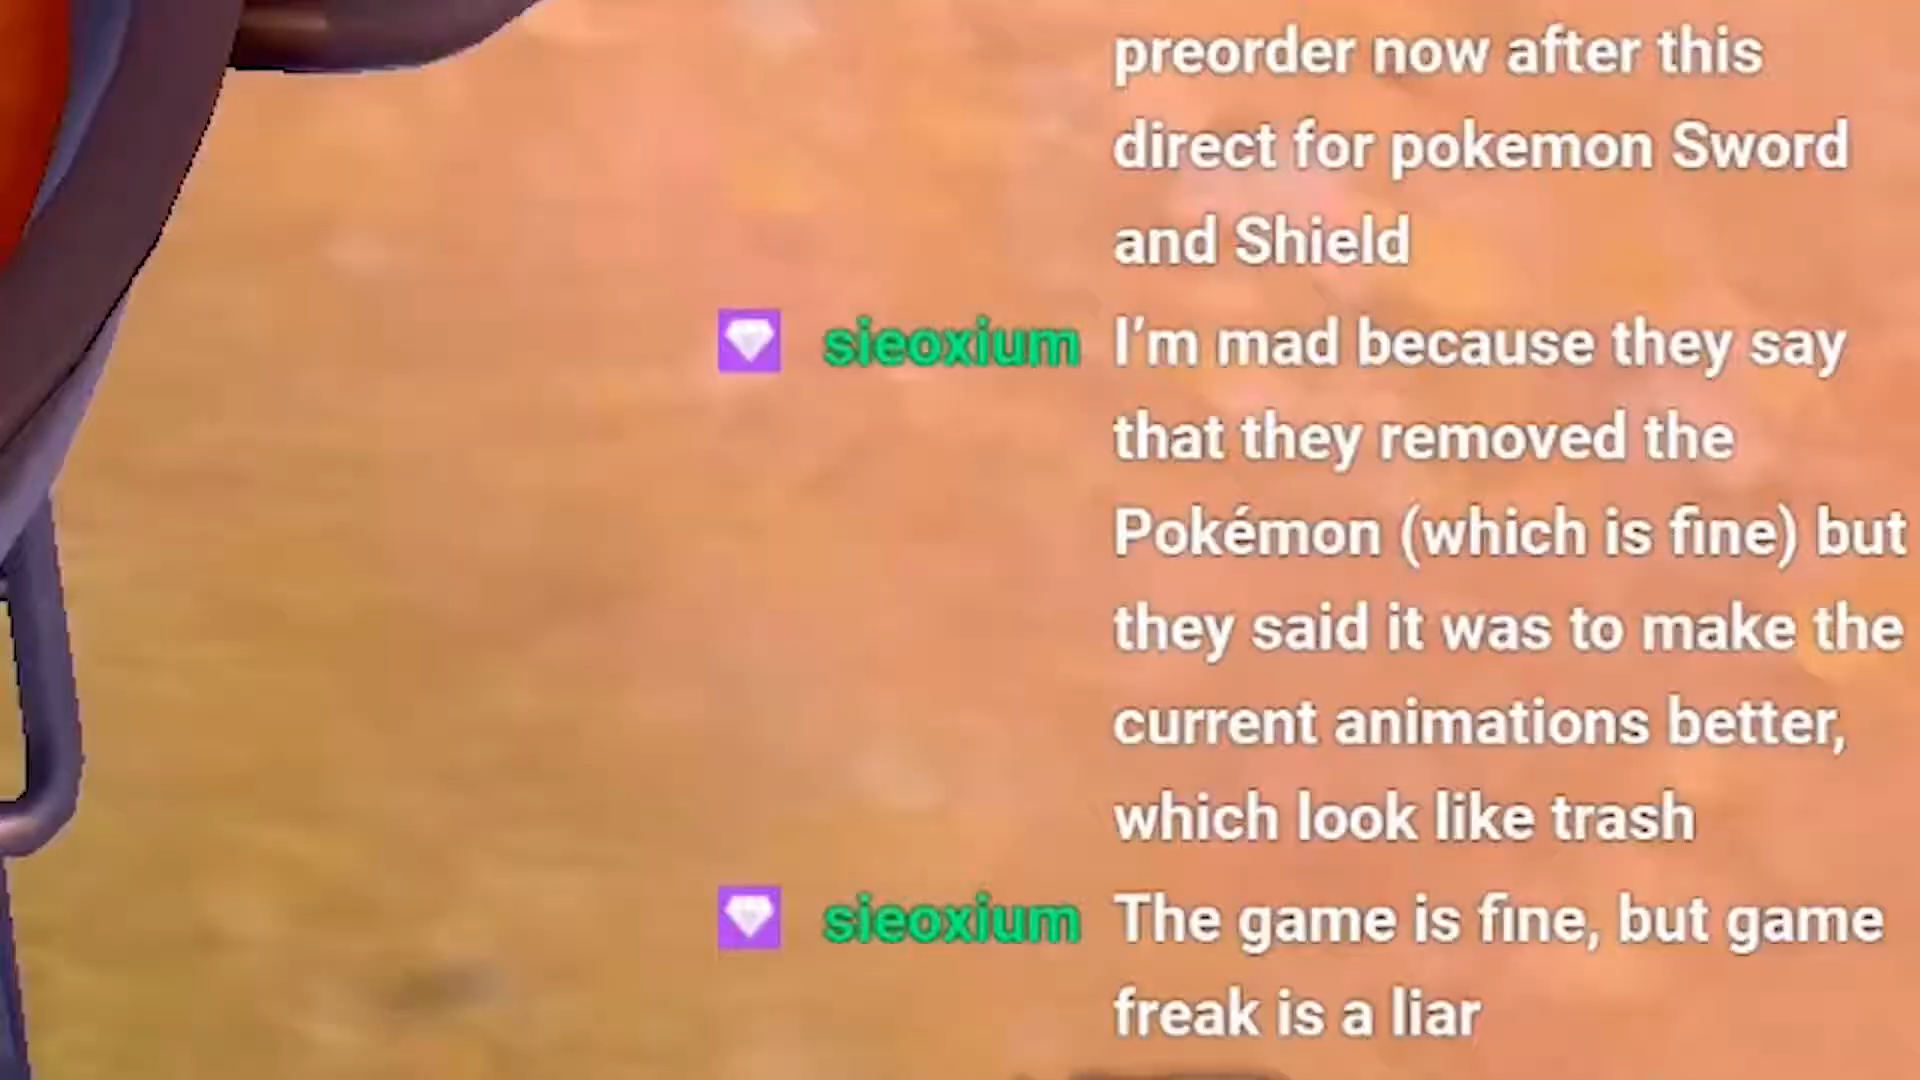 preorder now after this
direct for pokemon Sword
and Shield
sieoxium I'm mad because they say
that they removed the
Pokémon (which is fine) but
they said it was to make the
current animations better,
which look like trash
sieoxium The game is fine, but game
freak is a liar